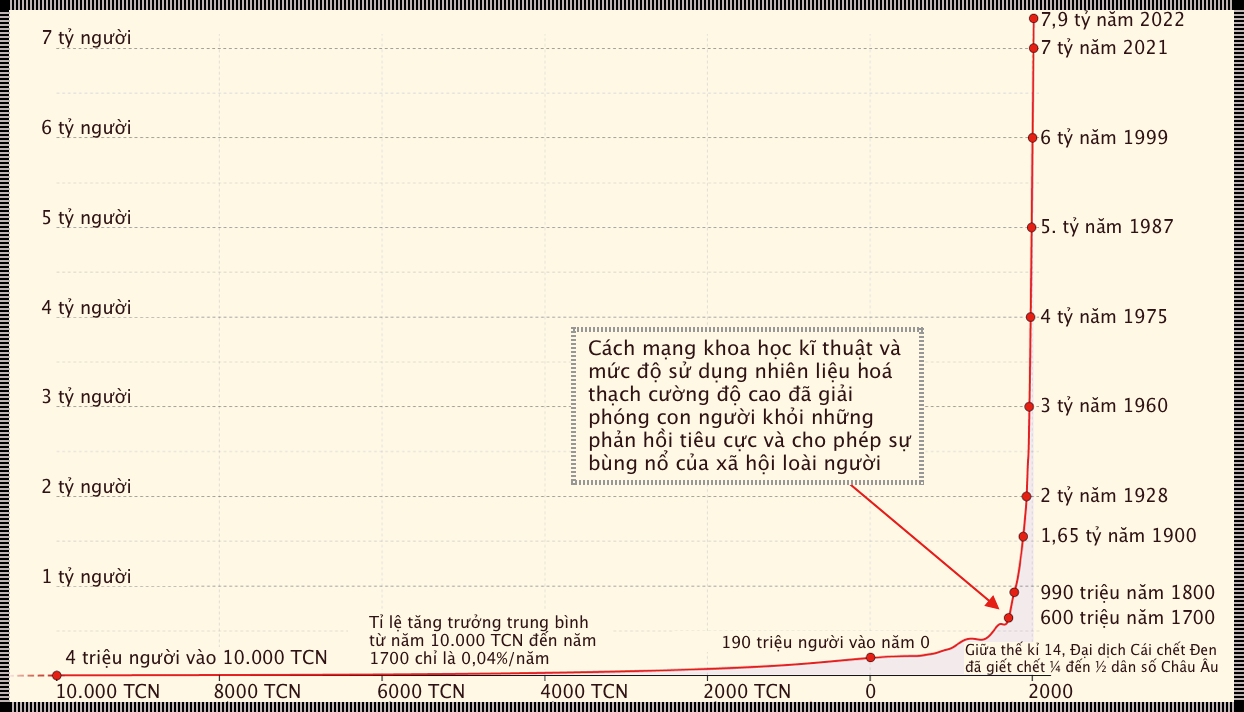 7,9 tỷ năm 2022
7 tỷ người
7 tỷ năm 2021
6 tỷ người
6 tỷ năm 1999
5 tỷ người
5. tỷ năm 1987
4 tỷ người
4 tỷ năm 1975
Cách mạng khoa học kĩ thuật và
mức độ sử dụng nhiên liệu hoá
thạch cường độ cao đã giải
phóng con người khỏi những
phản hồi tiêu cực và cho phép sự
bùng nổ của xã hội loài người
3 tỷ người
3 tỷ năm 1960
2 tỷ người
2 tỷ năm 1928
1,65 tỷ năm 1900
1 tỷ người
990 triệu năm 1800
600 triệu năm 1700
Tỉ lệ tăng trưởng trung bình
từ năm 10.000 TCN đến năm
1700 chỉ là 0,04%/năm
190 triệu người vào năm 0
Giữa thế kỉ 14, Đại dịch Cái chết Đen
đã giết chết ¼ đến ½ dân số Châu Âu
4 triệu người vào 10.000 TCN
10.000 TCN
8000 TCN
6000 TCN
4000 TCN
2000 TCN
0
2000